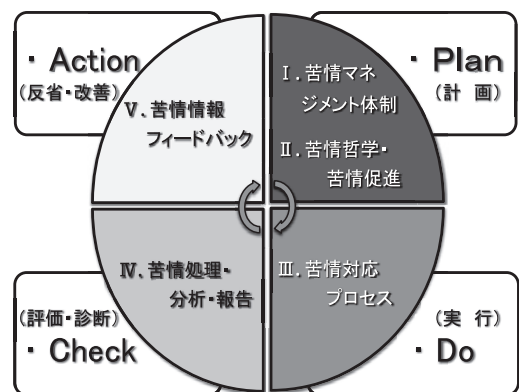 ・Action
(反省・改善)
・Plan
(計　画)
Ⅴ.苦情情報
フィードバック
Ⅰ.苦情マネ
ジメント体制
Ⅱ.苦情哲学・
苦情促進
Ⅳ.苦情処理・
分析・報告
Ⅲ.苦情対応
プロセス
(評価・診断)
・Check
(実　行)
・Do